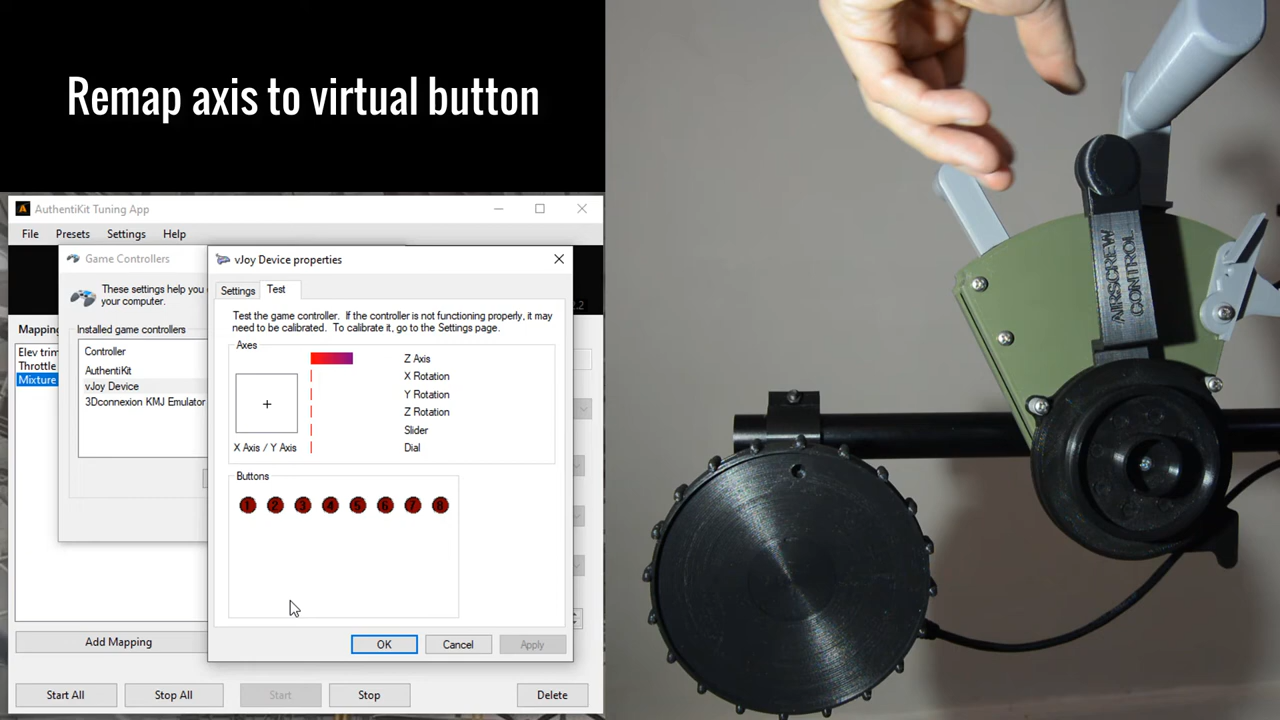 Remap axis to virtual button
AuthentiKit Tuning App
File Presets Settings Help
Game Controllers
These settings help you
your computer.
Installed game controllers
Controller
AuthentiKit
vJoy Device
3Dconnexion KMJ Emulator
Mapping
Elev trim
Throttle
Mixture
vJoy Device properties
Settings Test
Test the game controller. If the controller is not functioning properly, it may
need to be calibrated. To calibrate it, go to the Settings page.
Axes
Z Axis
X Rotation
Y Rotation
Z Rotation
Slider
X Axis / Y Axis Dial
Buttons
1 2 3 4 5 6 7 8
OK Cancel Apply
Add Mapping
Start All Stop All Start Stop Delete
AIRSCREW
CONTROL